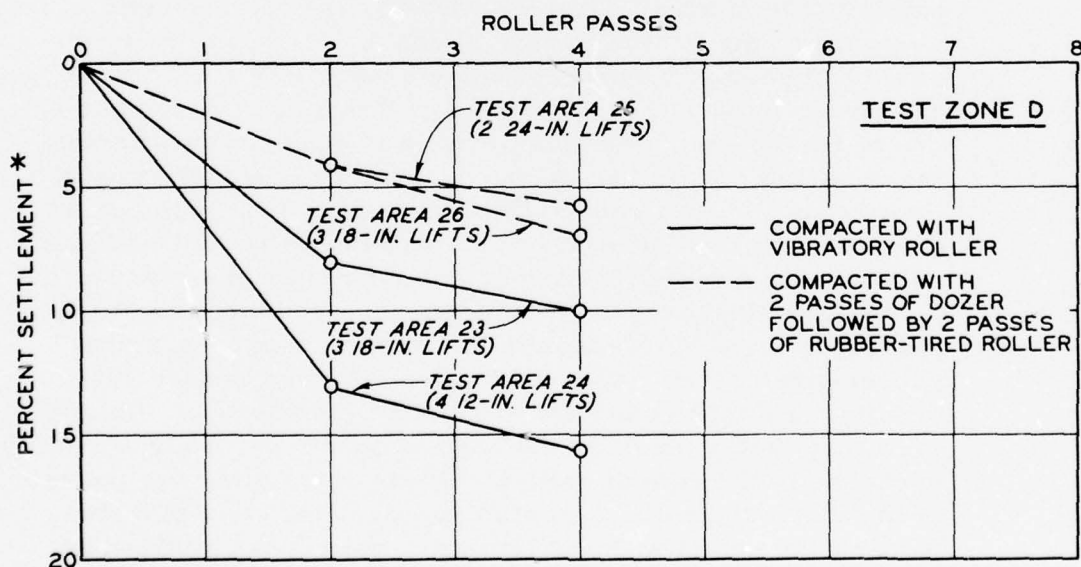 ROLLER PASSES
0 1 2 3 4 5 6 7 8
0
5
10
15
20
PERCENT SETTLEMENT *
TEST ZONE D
TEST AREA 25
(2 24-IN. LIFTS)
TEST AREA 26
(3 18-IN. LIFTS)
TEST AREA 23
(3 18-IN. LIFTS)
TEST AREA 24
(4 12-IN. LIFTS)
COMPACTED WITH
VIBRATORY ROLLER
COMPACTED WITH
2 PASSES OF DOZER
FOLLOWED BY 2 PASSES
OF RUBBER-TIRED ROLLER